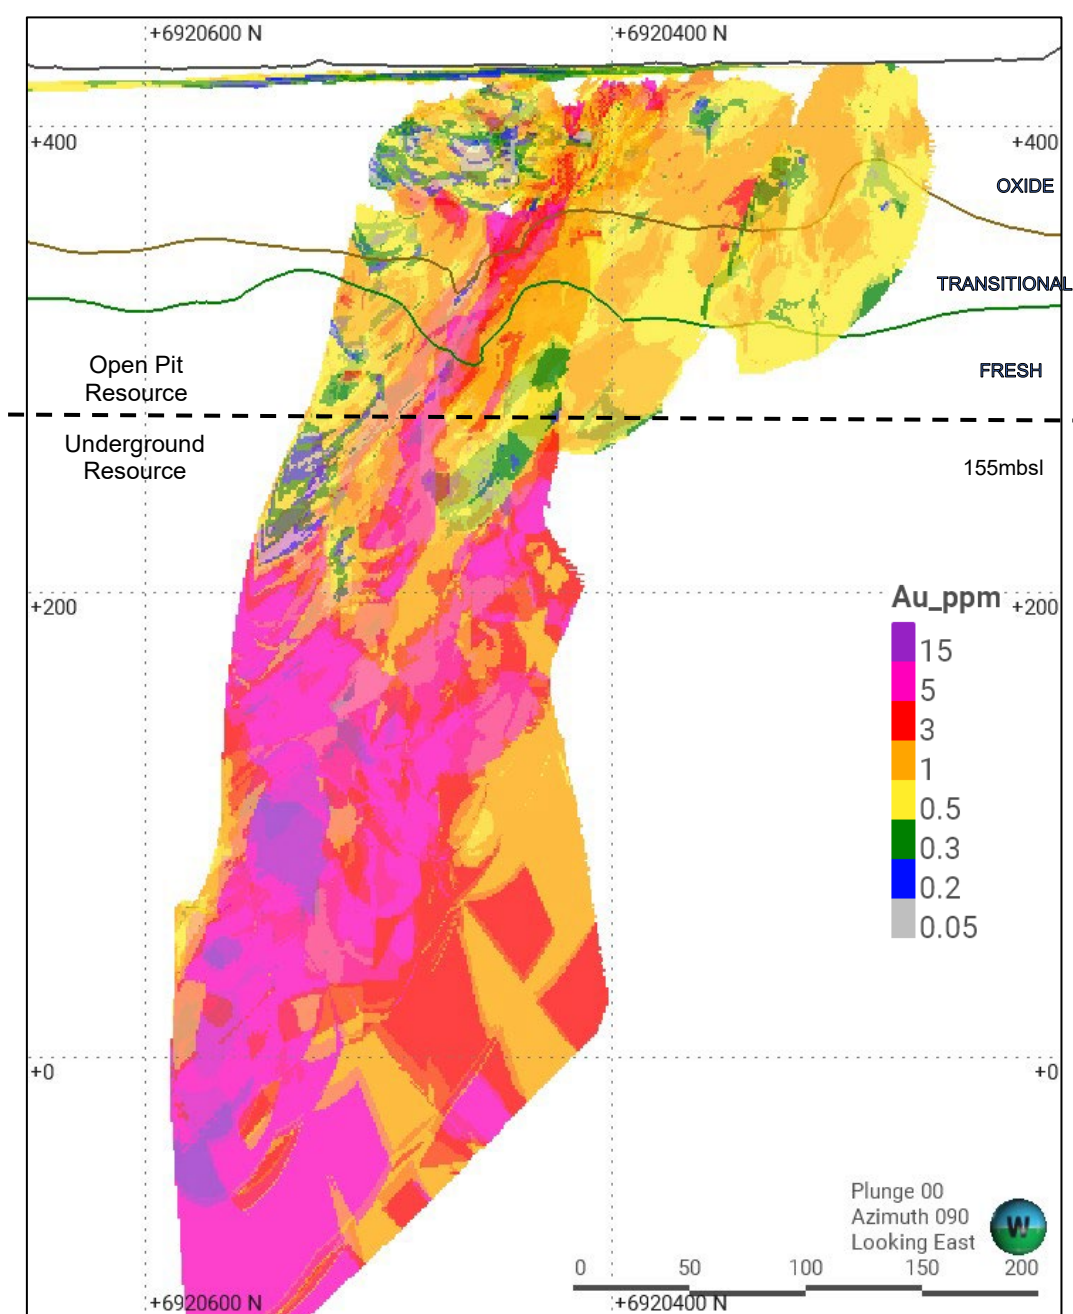 +6920600 N
+6920400 N
+400
+400
OXIDE
TRANSITIONAL
Open Pit
Resource
FRESH
Underground
Resource
155mbsl
Au_ppm
+200
+200
15
5
3
1
0.5
0.3
0.2
0.05
+0
+0
Plunge 00
Azimuth 090
Looking East
W
0
50
100
150
200
+6920600 N
+6920400 N